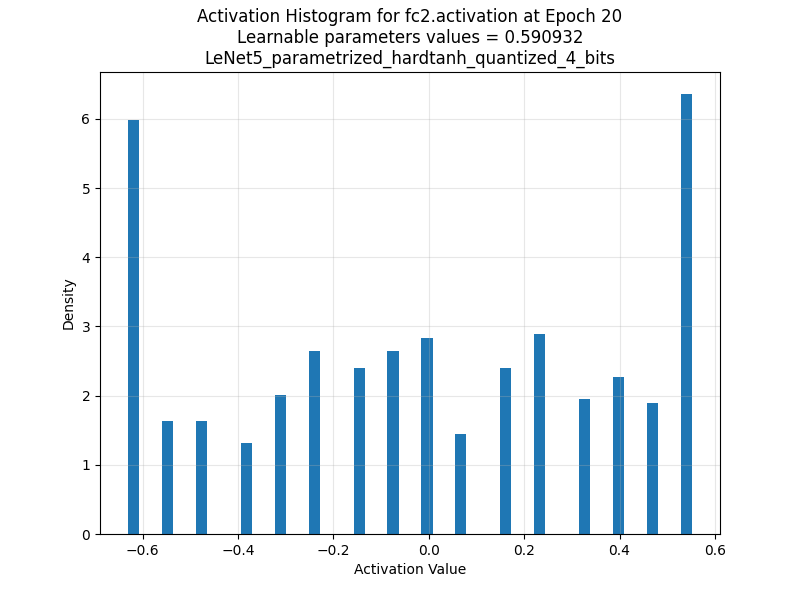 Activation Histogram for fc2.activation at Epoch 20
Learnable parameters values = 0.590932
LeNet5_parametrized_hardtanh_quantized_4_bits
6
5
4
3
2
1
0
Density
−0.6 −0.4 −0.2 0.0 0.2 0.4 0.6
Activation Value